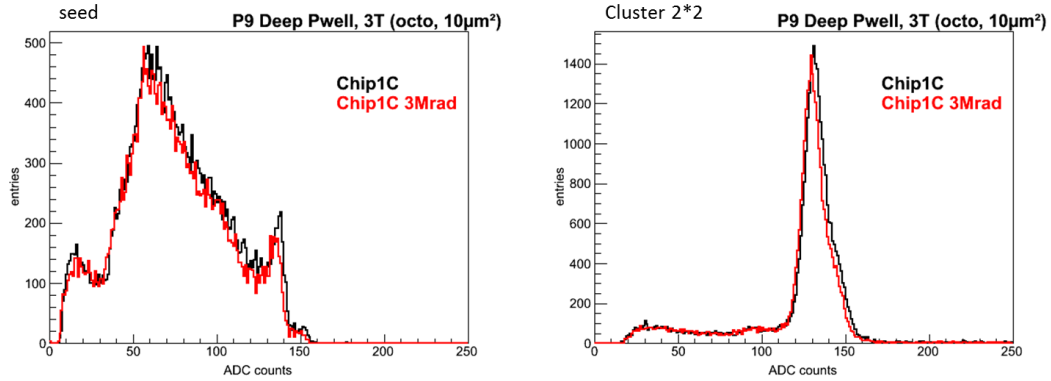 seed
P9 Deep Pwell, 3T (octo, 10µm²)
500
400
300
200
100
0
entries
Chip1C
Chip1C 3Mrad
0 50 100 150 200 250
ADC counts
Cluster 2*2
P9 Deep Pwell, 3T (octo, 10µm²)
1400
1200
1000
800
600
400
200
0
entries
Chip1C
Chip1C 3Mrad
0 50 100 150 200 250
ADC counts